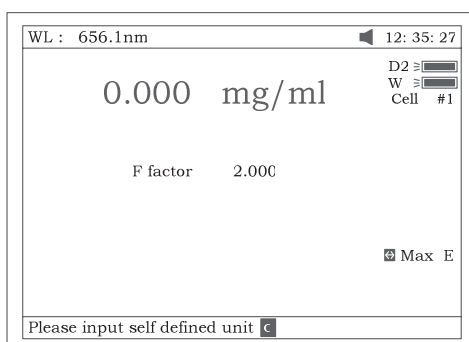 WL : 656.1nm 12: 35: 27
D2
0.000 mg/ml W
Cell #1
F factor 2.000
Max E
Please input self defined unit C